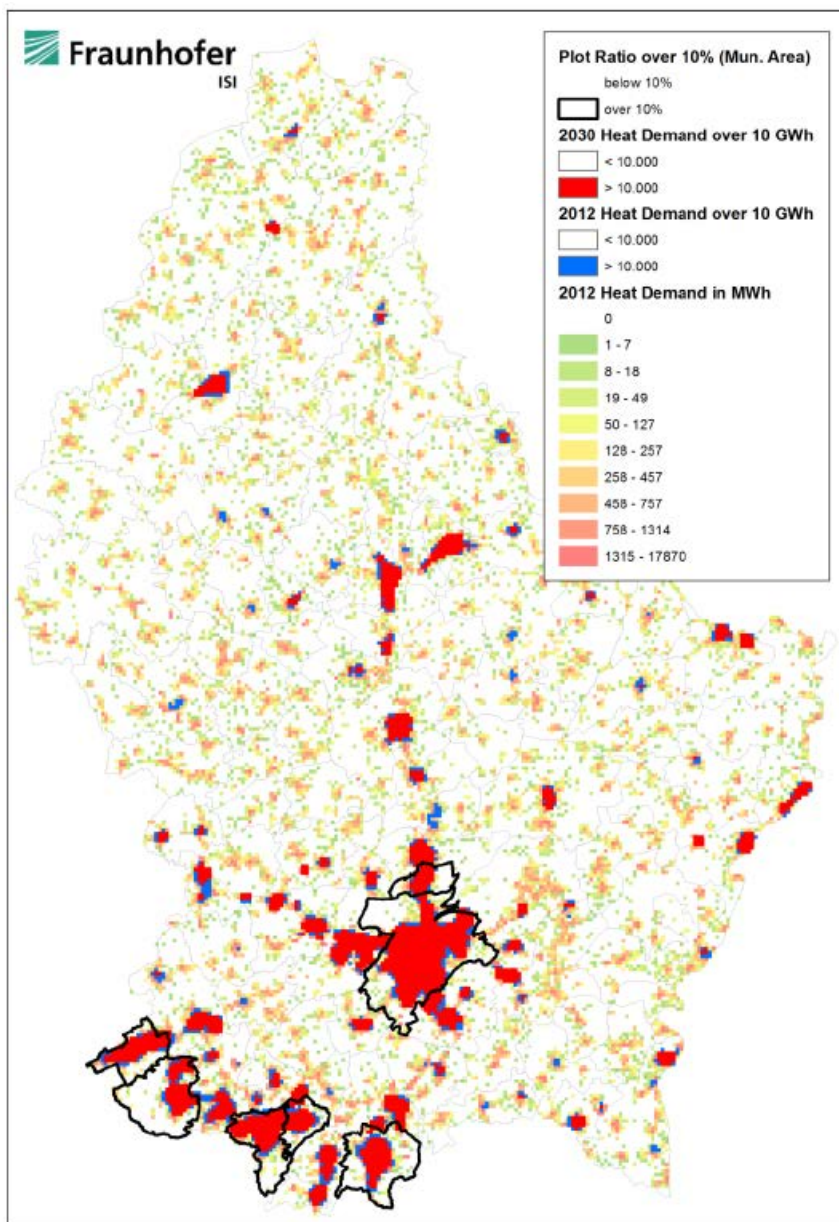 Fraunhofer
ISI
Plot Ratio over 10% (Mun. Area)
below 10%
over 10%
2030 Heat Demand over 10 GWh
< 10.000
> 10.000
2012 Heat Demand over 10 GWh
< 10.000
> 10.000
2012 Heat Demand in MWh
0
1 - 7
8 - 18
19 - 49
50 - 127
128 - 257
258 - 457
458 - 757
758 - 1314
1315 - 17870